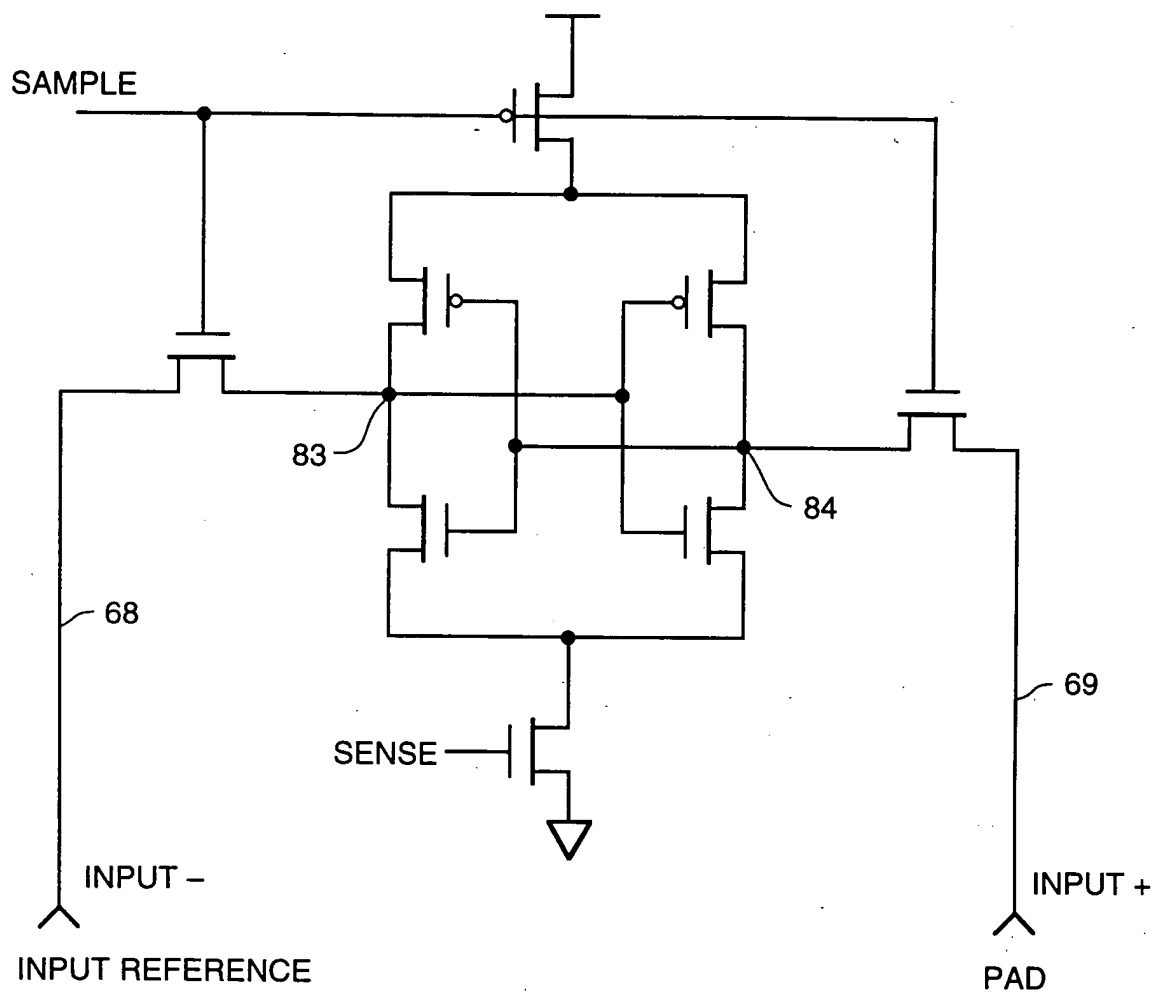 SAMPLE
83
84
68
69
SENSE
INPUT –
INPUT +
INPUT REFERENCE
PAD